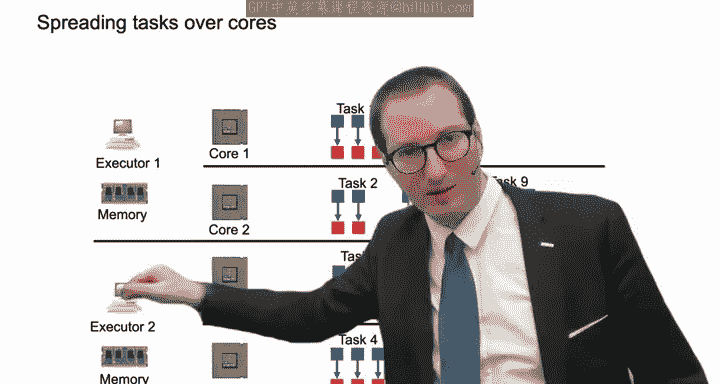 GPT中英字幕课程资源@bilibili.com
Spreading tasks over cores
Task
Executor 1
Core 1
Memory
Task 2
Task 9
Core 2
Executor 2
Task 4
Memory